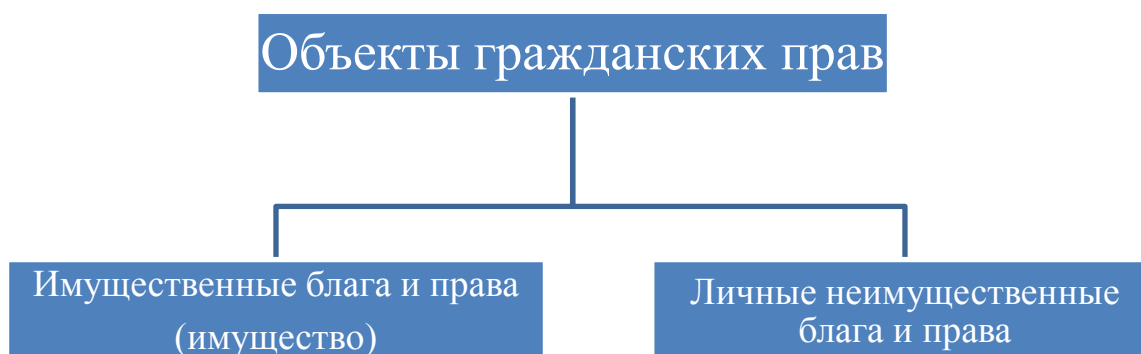 Объекты гражданских прав
Имущественные блага и права
(имущество)
Личные неимущественные
блага и права